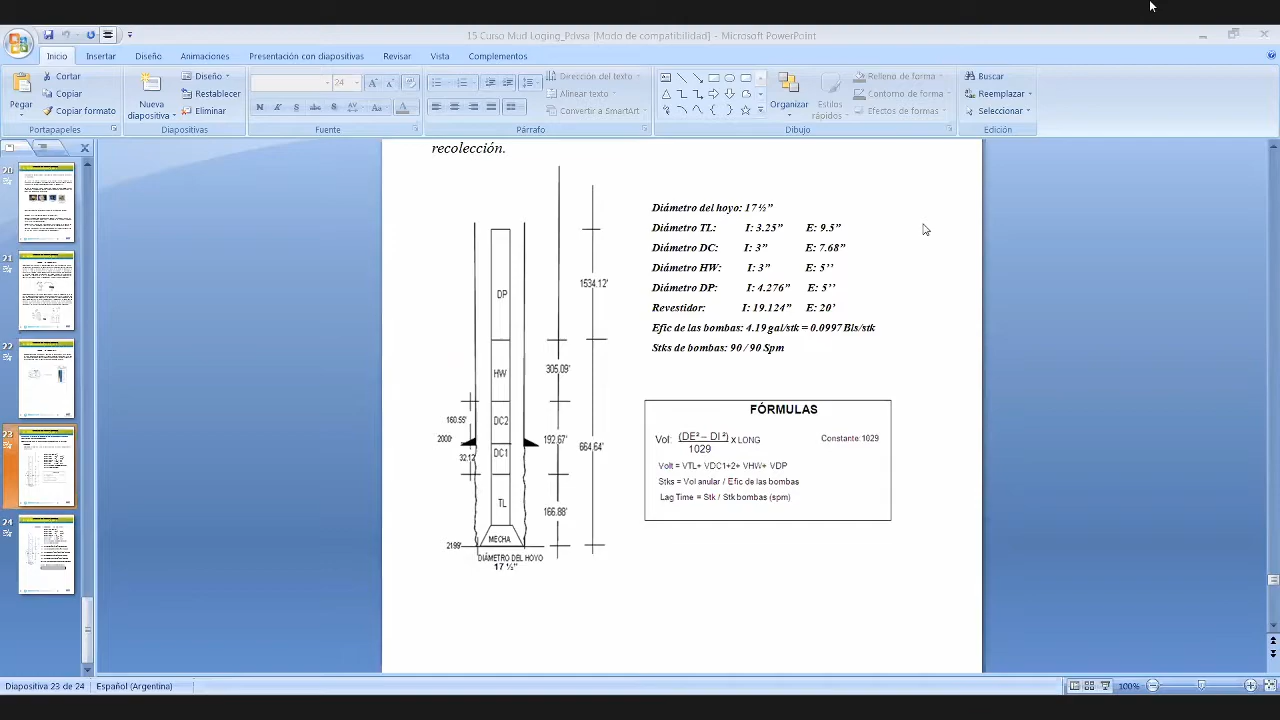 15 Curso Mud Loging_Pdvsa [Modo de compatibilidad] - Microsoft PowerPoint
Inicio Insertar Diseño Animaciones Presentación con diapositivas Revisar Vista Complementos
Pegar
Cortar
Copiar
Copiar formato
Portapapeles
Nueva diapositiva
Diseño
Restablecer
Eliminar
Diapositivas
24
Fuente
Dirección del texto
Alinear texto
Convertir a SmartArt
Párrafo
Organizar
Estilos rápidos
Relleno de forma
Contorno de forma
Efectos de formas
Dibujo
Buscar
Reemplazar
Seleccionar
Edición
20
21
22
23
24
recolección.
DP
HW
DC2
DC1
TL
MECHA
DIÁMETRO DEL HOYO
17 ½"
160.55'
2000'
32.12'
2199'
305.09'
192.67'
166.88'
1534.12'
664.64'
Diámetro del hoyo: 17 ½”
Diámetro TL: I: 3.25” E: 9.5”
Diámetro DC: I: 3” E: 7.68”
Diámetro HW: I: 3” E: 5’’
Diámetro DP: I: 4.276” E: 5’’
Revestidor: I: 19.124” E: 20’
Efic de las bombas: 4.19 gal/stk = 0.0997 Bls/stk
Stks de bombas: 90 / 90 Spm
FÓRMULAS
Vol: (DE² – DI²) X LONG
1029
Constante: 1029
Volt = VTL+ VDC1+2+ VHW+ VDP
Stks = Vol anular / Efic de las bombas
Lag Time = Stk / Stk bombas (spm)
Diapositiva 23 de 24 Español (Argentina) 100%